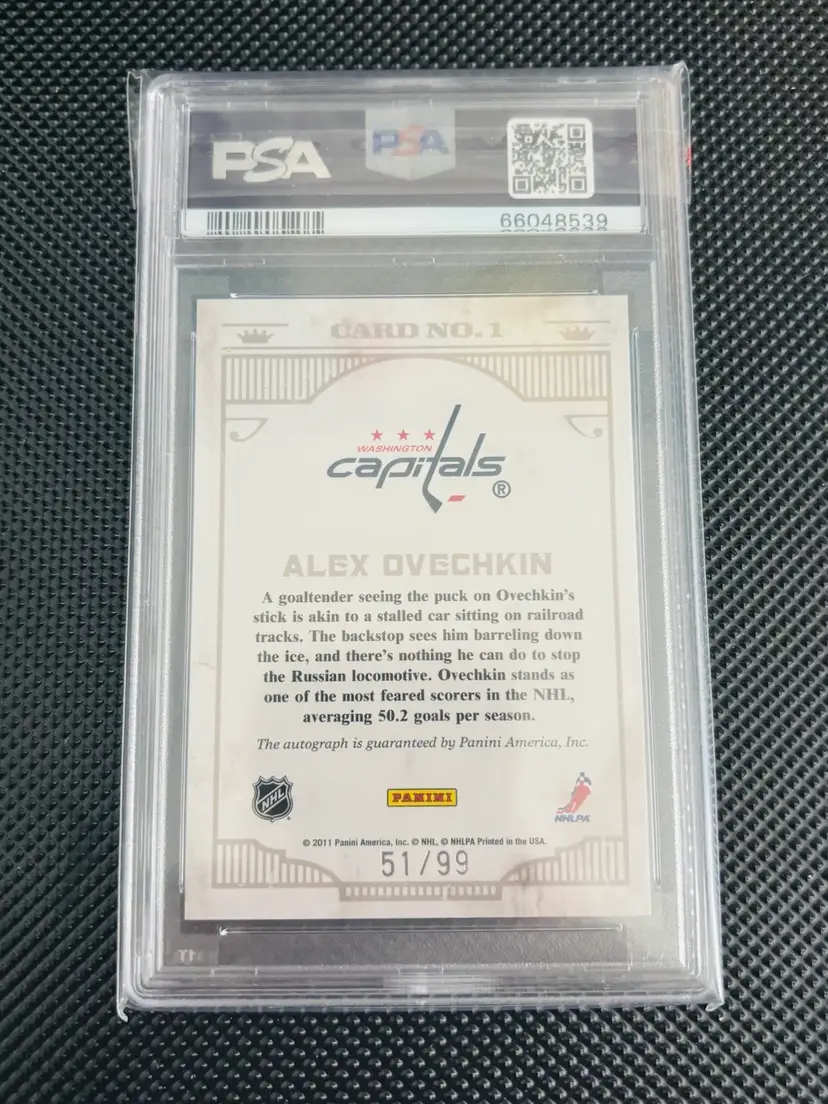 PSA
PSA
66048539
CARD NO. 1
WASHINGTON
capitals ®
ALEX OVECHKIN
A goaltender seeing the puck on Ovechkin's
stick is akin to a stalled car sitting on railroad
tracks. The backstop sees him barreling down
the ice, and there's nothing he can do to stop
the Russian locomotive. Ovechkin stands as
one of the most feared scorers in the NHL,
averaging 50.2 goals per season.
The autograph is guaranteed by Panini America, Inc.
NHL
PANINI
NHLPA
© 2011 Panini America, Inc. © NHL, © NHLPA Printed in the USA.
51/99